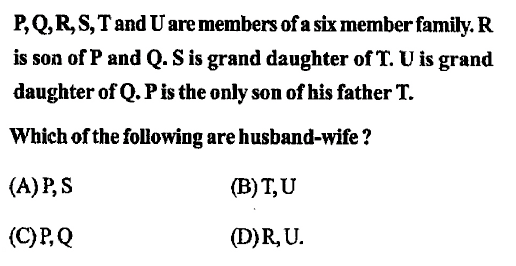 P, Q, R, S, T and U are members of a six member family. R
is son of P and Q. S is grand daughter of T. U is grand
daughter of Q. P is the only son of his father T.
Which of the following are husband-wife ?
(A) P, S (B) T, U
(C) P, Q (D) R, U.